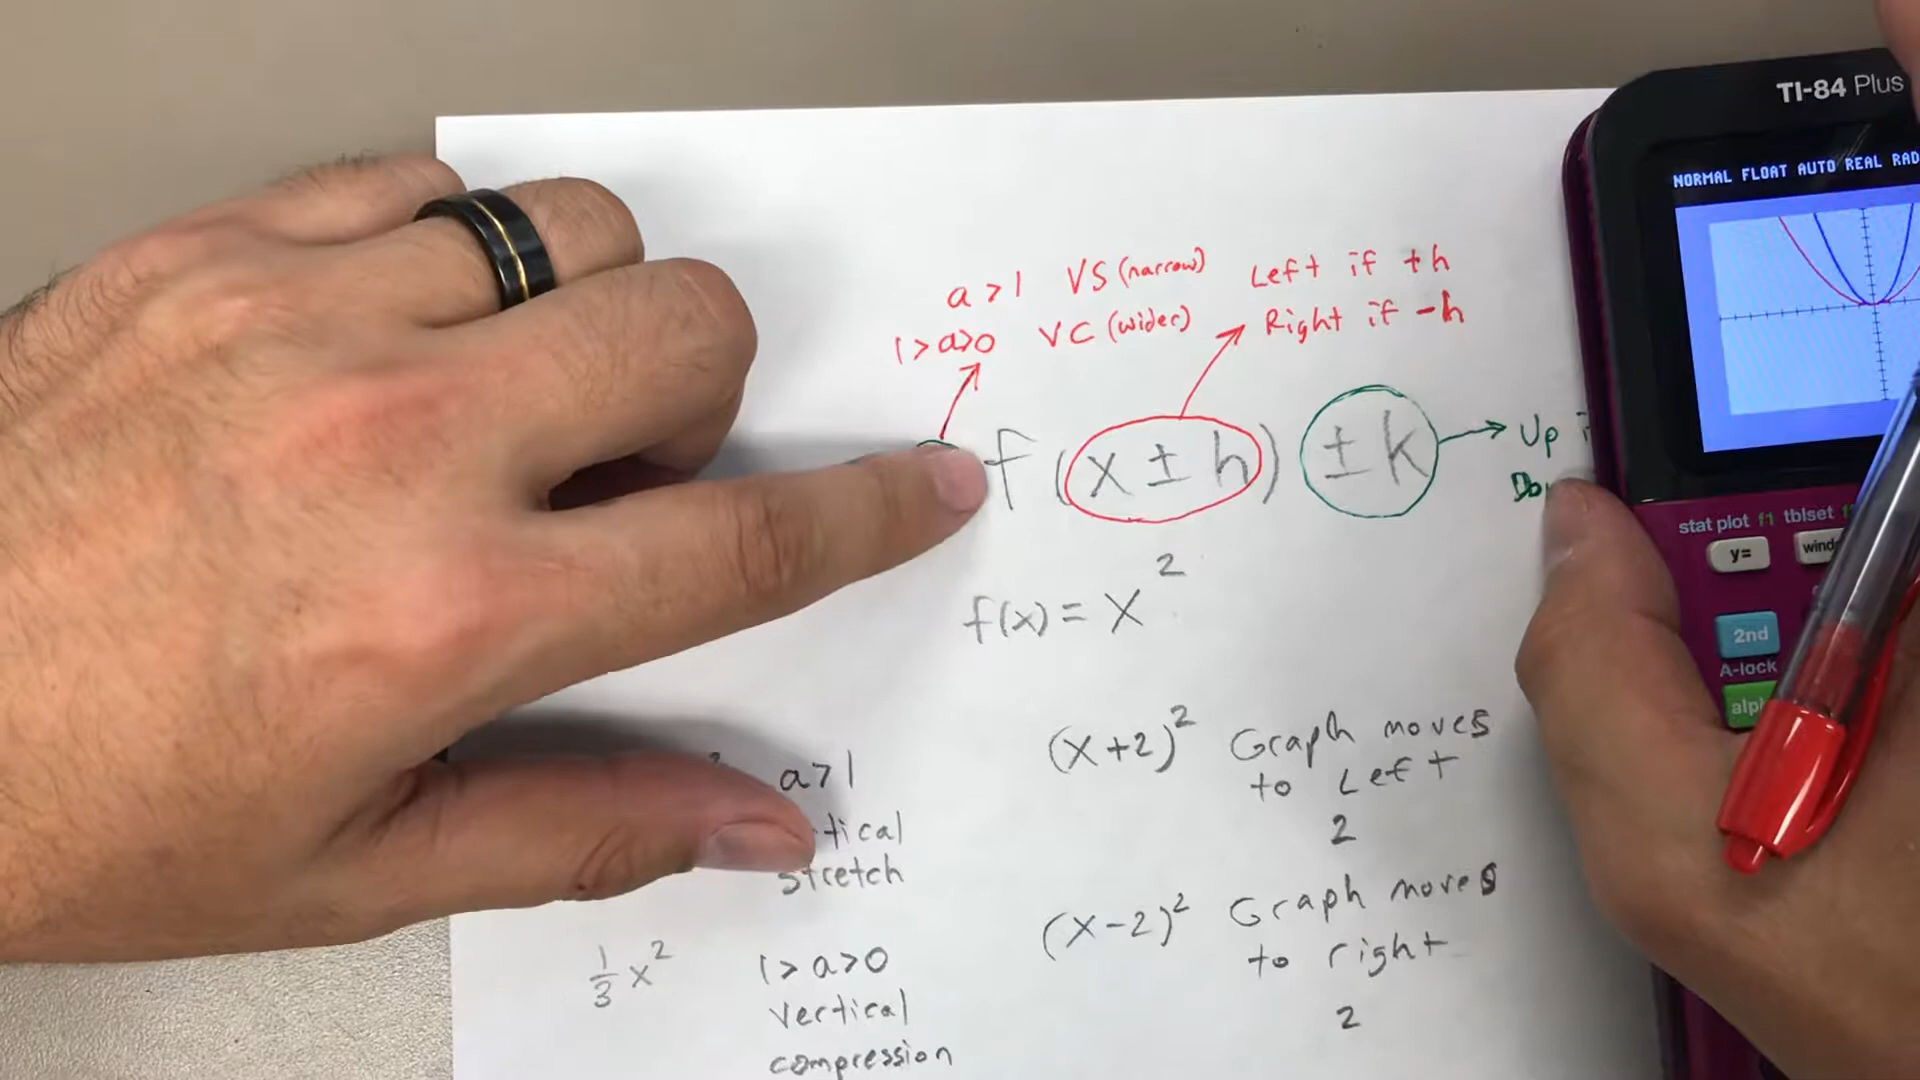 TI-84 Plus
NORMAL FLOAT AUTO REAL RAD
a > 1 VS (narrow)
1 > a > 0 VC (wider)
Left if + h
Right if - h
f (x ± h) ± k
Up
f(x) = x²
a > 1
stretch
1/3 x² 1 > a > 0
vertical
compression
(x + 2)² Graph moves
to Left
2
(x - 2)² Graph moves
to right
2
stat plot f1 tblset
y=
2nd
A-lock